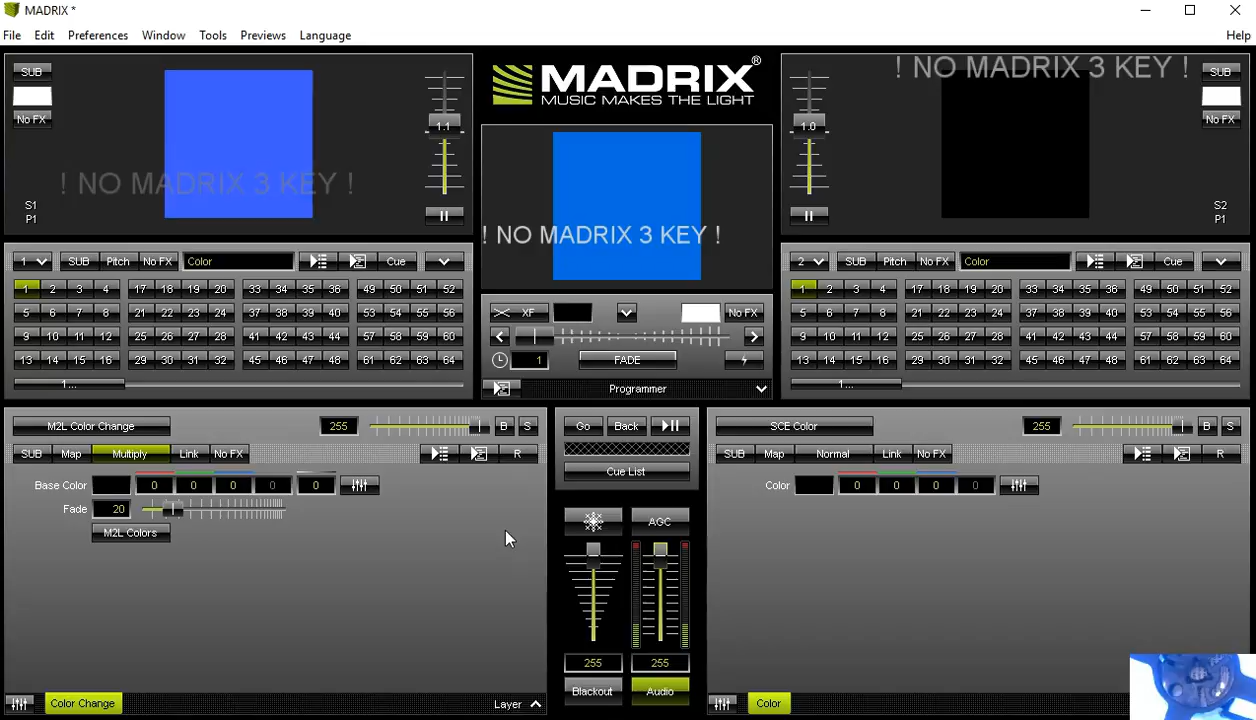 MADRIX *
File Edit Preferences Window Tools Previews Language Help
SUB
No FX
1.1
! NO MADRIX 3 KEY !
S1
P1
MADRIX®
MUSIC MAKES THE LIGHT
! NO MADRIX 3 KEY !
! NO MADRIX 3 KEY !
SUB
No FX
1.0
S2
P1
1 SUB Pitch No FX Color Cue
1 2 3 4 17 18 19 20 33 34 35 36 49 50 51 52
5 6 7 8 21 22 23 24 37 38 39 40 53 54 55 56
9 10 11 12 25 26 27 28 41 42 43 44 57 58 59 60
13 14 15 16 29 30 31 32 45 46 47 48 61 62 63 64
1...
XF No FX
1 FADE
Programmer
2 SUB Pitch No FX Color Cue
1 2 3 4 17 18 19 20 33 34 35 36 49 50 51 52
5 6 7 8 21 22 23 24 37 38 39 40 53 54 55 56
9 10 11 12 25 26 27 28 41 42 43 44 57 58 59 60
13 14 15 16 29 30 31 32 45 46 47 48 61 62 63 64
1...
M2L Color Change 255 B S
SUB Map Multiply Link No FX R
Base Color 0 0 0 0 0
Fade 20
M2L Colors
Color Change Layer
Go Back
Cue List
AGC
255 255
Blackout Audio
SCE Color 255 B S
SUB Map Normal Link No FX R
Color 0 0 0 0
Color